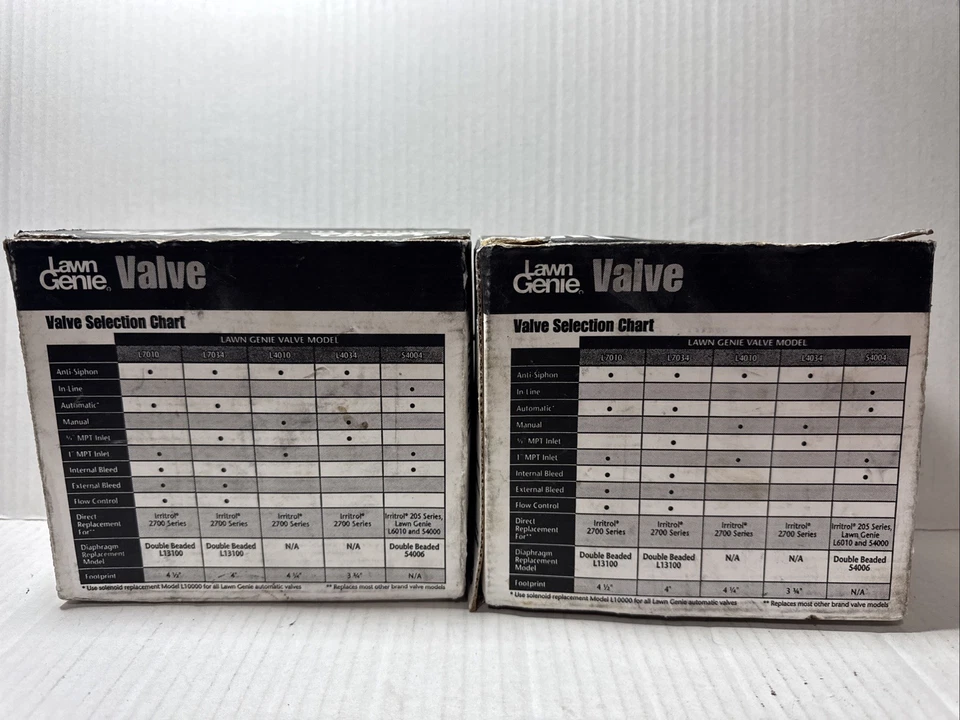 Lawn
Genie® Valve
Valve Selection Chart
LAWN GENIE VALVE MODEL
L7010 L7034 L4010 L4034 54004
Anti-Siphon • • • •
In-Line •
Automatic* • • •
Manual • •
¾" MPT Inlet • •
1" MPT Inlet • • •
Internal Bleed • • •
External Bleed • •
Flow Control • •
Direct Replacement For** Irritrol® 2700 Series Irritrol® 2700 Series Irritrol® 2700 Series Irritrol® 2700 Series Irritrol® 205 Series, Lawn Genie L6010 and 54000
Diaphragm Replacement Model Double Beaded L13100 Double Beaded L13100 N/A N/A Double Beaded 54006
Footprint 4 ½" 4" 4 ¼" 3 ¾" N/A
* Use solenoid replacement Model L10000 for all Lawn Genie automatic valves ** Replaces most other brand valve models
Lawn
Genie® Valve
Valve Selection Chart
LAWN GENIE VALVE MODEL
L7010 L7034 L4010 L4034 54004
Anti-Siphon • • • •
In-Line •
Automatic* • • •
Manual • •
¾" MPT Inlet • •
1" MPT Inlet • • •
Internal Bleed • • •
External Bleed • •
Flow Control • •
Direct Replacement For** Irritrol® 2700 Series Irritrol® 2700 Series Irritrol® 2700 Series Irritrol® 2700 Series Irritrol® 205 Series, Lawn Genie L6010 and 54000
Diaphragm Replacement Model Double Beaded L13100 Double Beaded L13100 N/A N/A Double Beaded 54006
Footprint 4 ½" 4" 4 ¼" 3 ¾" N/A
* Use solenoid replacement Model L10000 for all Lawn Genie automatic valves ** Replaces most other brand valve models